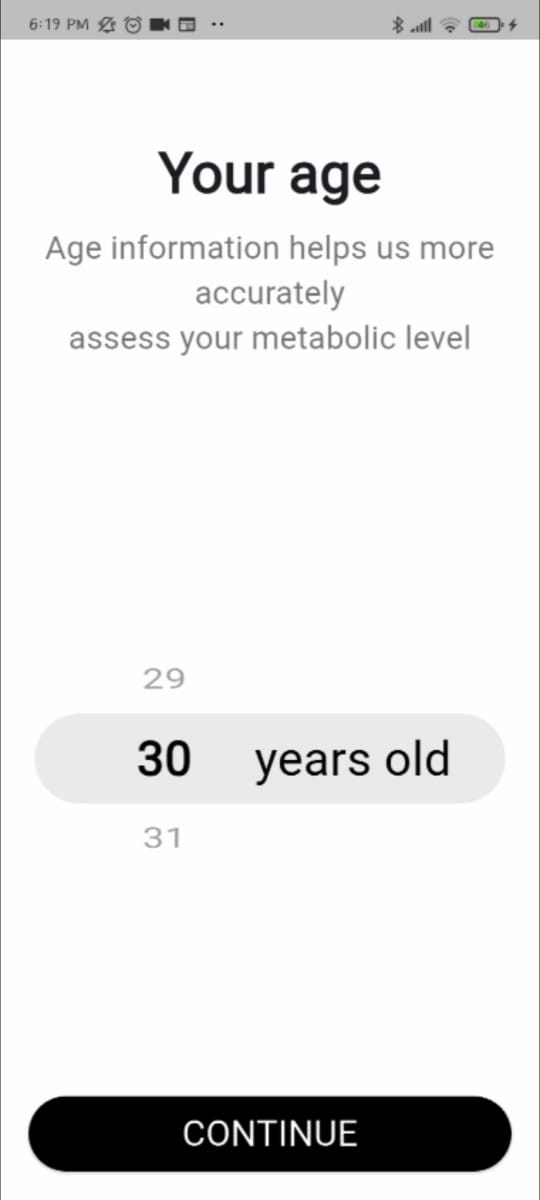 6:19 PM
46
Your age
Age information helps us more
accurately
assess your metabolic level
29
30 years old
31
CONTINUE